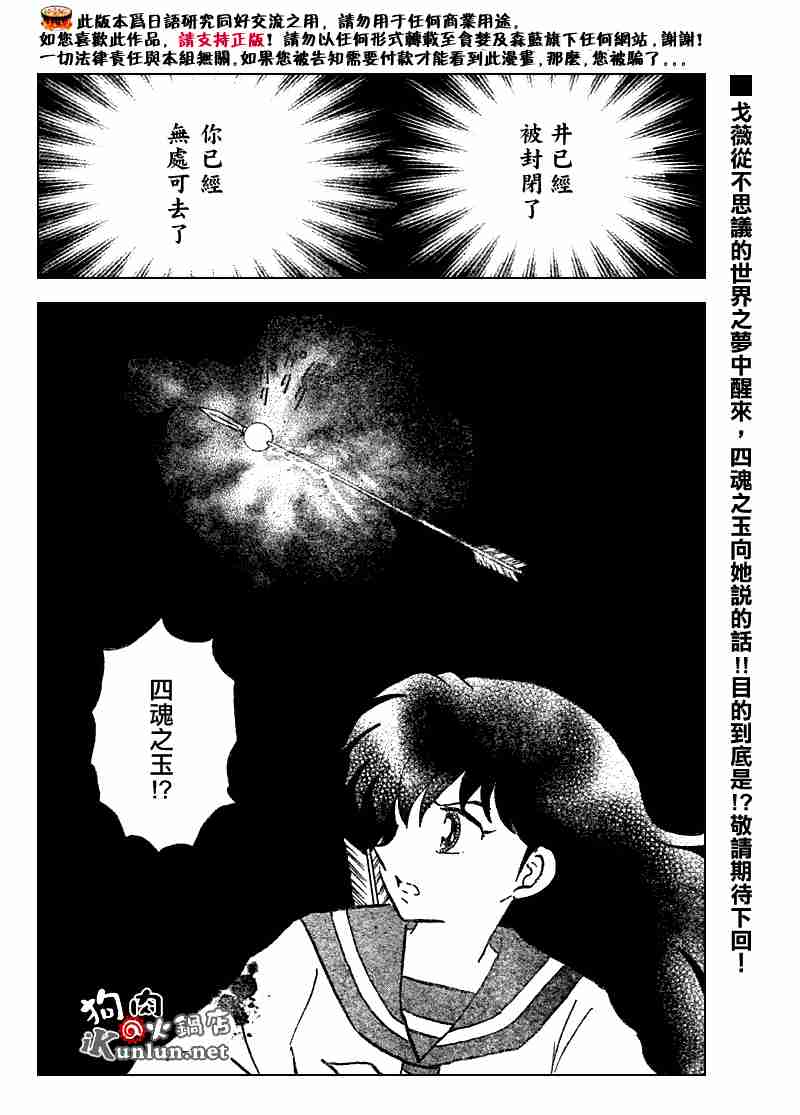 此版本爲日語研究同好交流之用，請勿用于任何商業用途，
如您喜歡此作品，請支持正版！請勿以任何形式轉載至貪婪及森藍旗下任何網站，謝謝！
一切法律責任與本組無關，如果您被告知需要付款才能看到此漫畫，那麽，您被騙了...
井已經
被封閉了
你已經
無處可去了
■戈薇從不思議的世界之夢中醒來，四魂之玉向她說的話!!目的到底是!?敬請期待下回！
四魂之玉!?
狗肉
@火鍋店
iKunlun.net